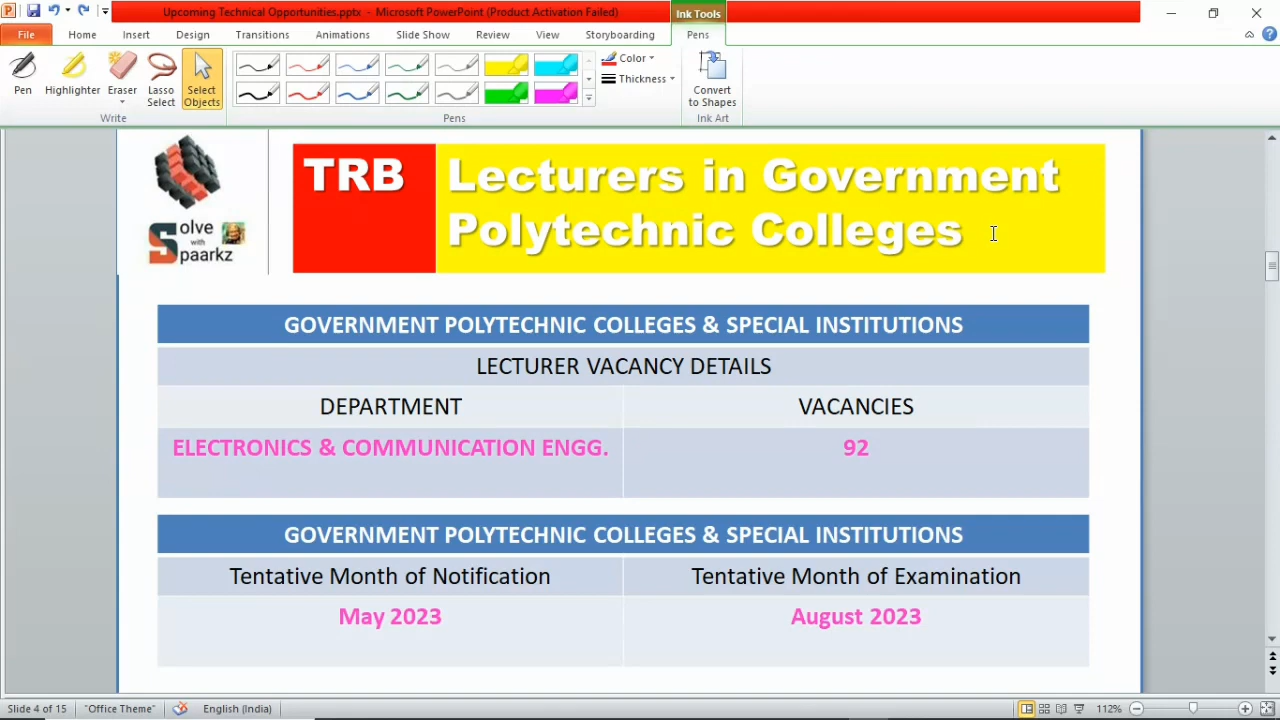 Upcoming Technical Opportunities.pptx - Microsoft PowerPoint (Product Activation Failed)
Ink Tools
File Home Insert Design Transitions Animations Slide Show Review View Storyboarding Pens
Pen Highlighter Eraser Lasso Select Select Objects
Color
Thickness
Convert to Shapes
Write Pens Ink Art
Solve with Spaarkz
TRB
Lecturers in Government
Polytechnic Colleges
GOVERNMENT POLYTECHNIC COLLEGES & SPECIAL INSTITUTIONS
LECTURER VACANCY DETAILS
DEPARTMENT VACANCIES
ELECTRONICS & COMMUNICATION ENGG. 92
GOVERNMENT POLYTECHNIC COLLEGES & SPECIAL INSTITUTIONS
Tentative Month of Notification Tentative Month of Examination
May 2023 August 2023
Slide 4 of 15 "Office Theme" English (India) 112%